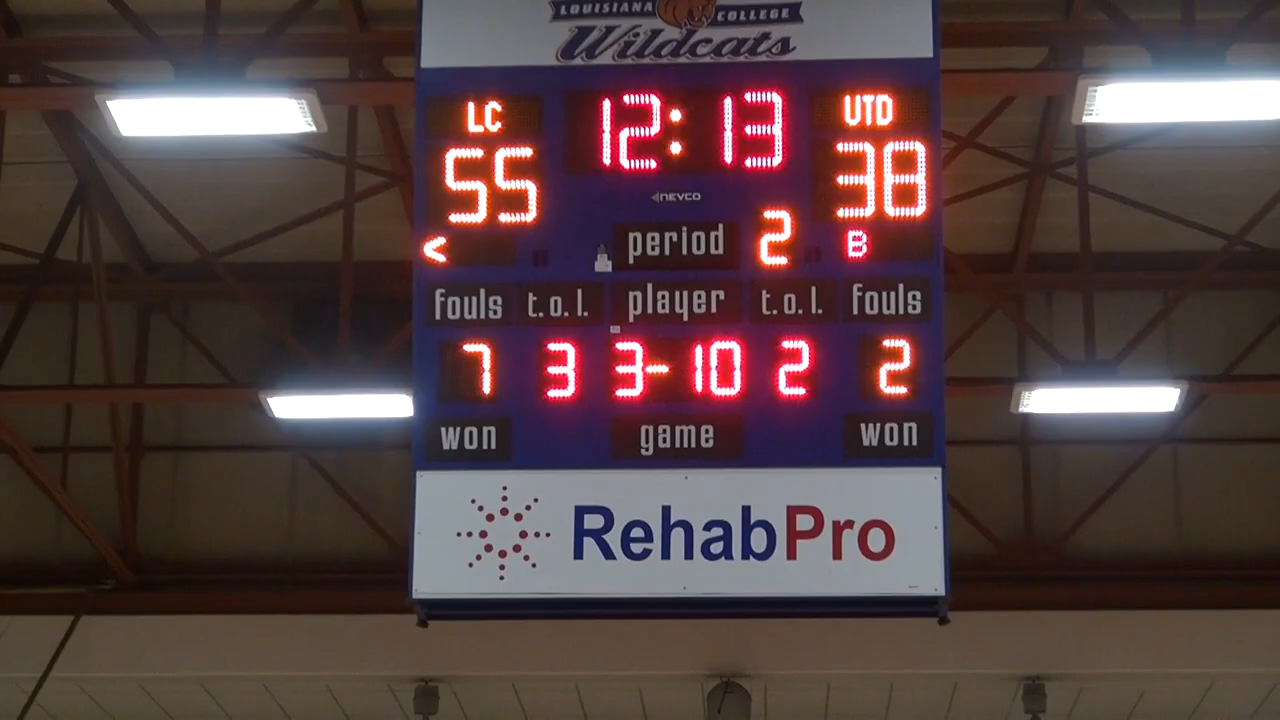 LOUISIANA COLLEGE
Wildcats
LC 12:13 UTD
55 38
NEVCO
< period 2 B
fouls t.o.l. player t.o.l. fouls
7 3 3-10 2 2
won game won
RehabPro